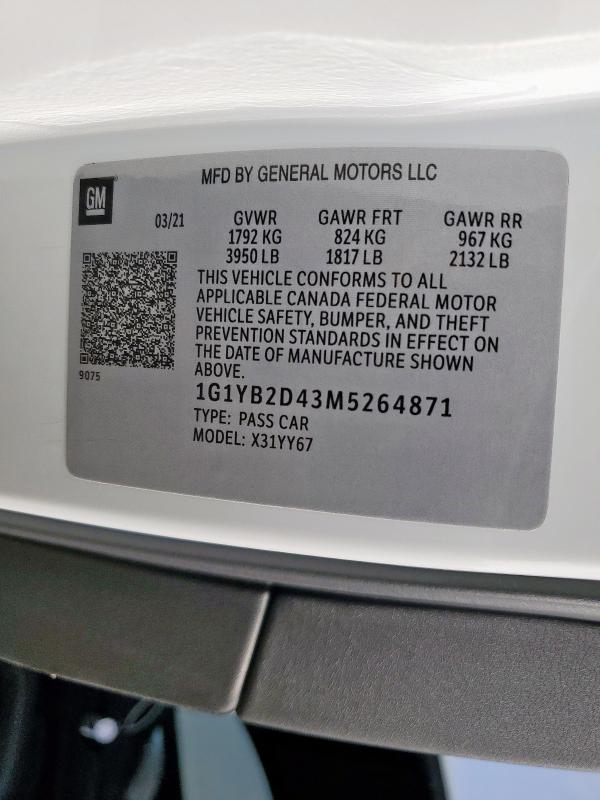 MFD BY GENERAL MOTORS LLC
GM
03/21 GVWR GAWR FRT GAWR RR
1792 KG 824 KG 967 KG
3950 LB 1817 LB 2132 LB
THIS VEHICLE CONFORMS TO ALL
APPLICABLE CANADA FEDERAL MOTOR
VEHICLE SAFETY, BUMPER, AND THEFT
PREVENTION STANDARDS IN EFFECT ON
THE DATE OF MANUFACTURE SHOWN
ABOVE.
9075
1G1YB2D43M5264871
TYPE: PASS CAR
MODEL: X31YY67